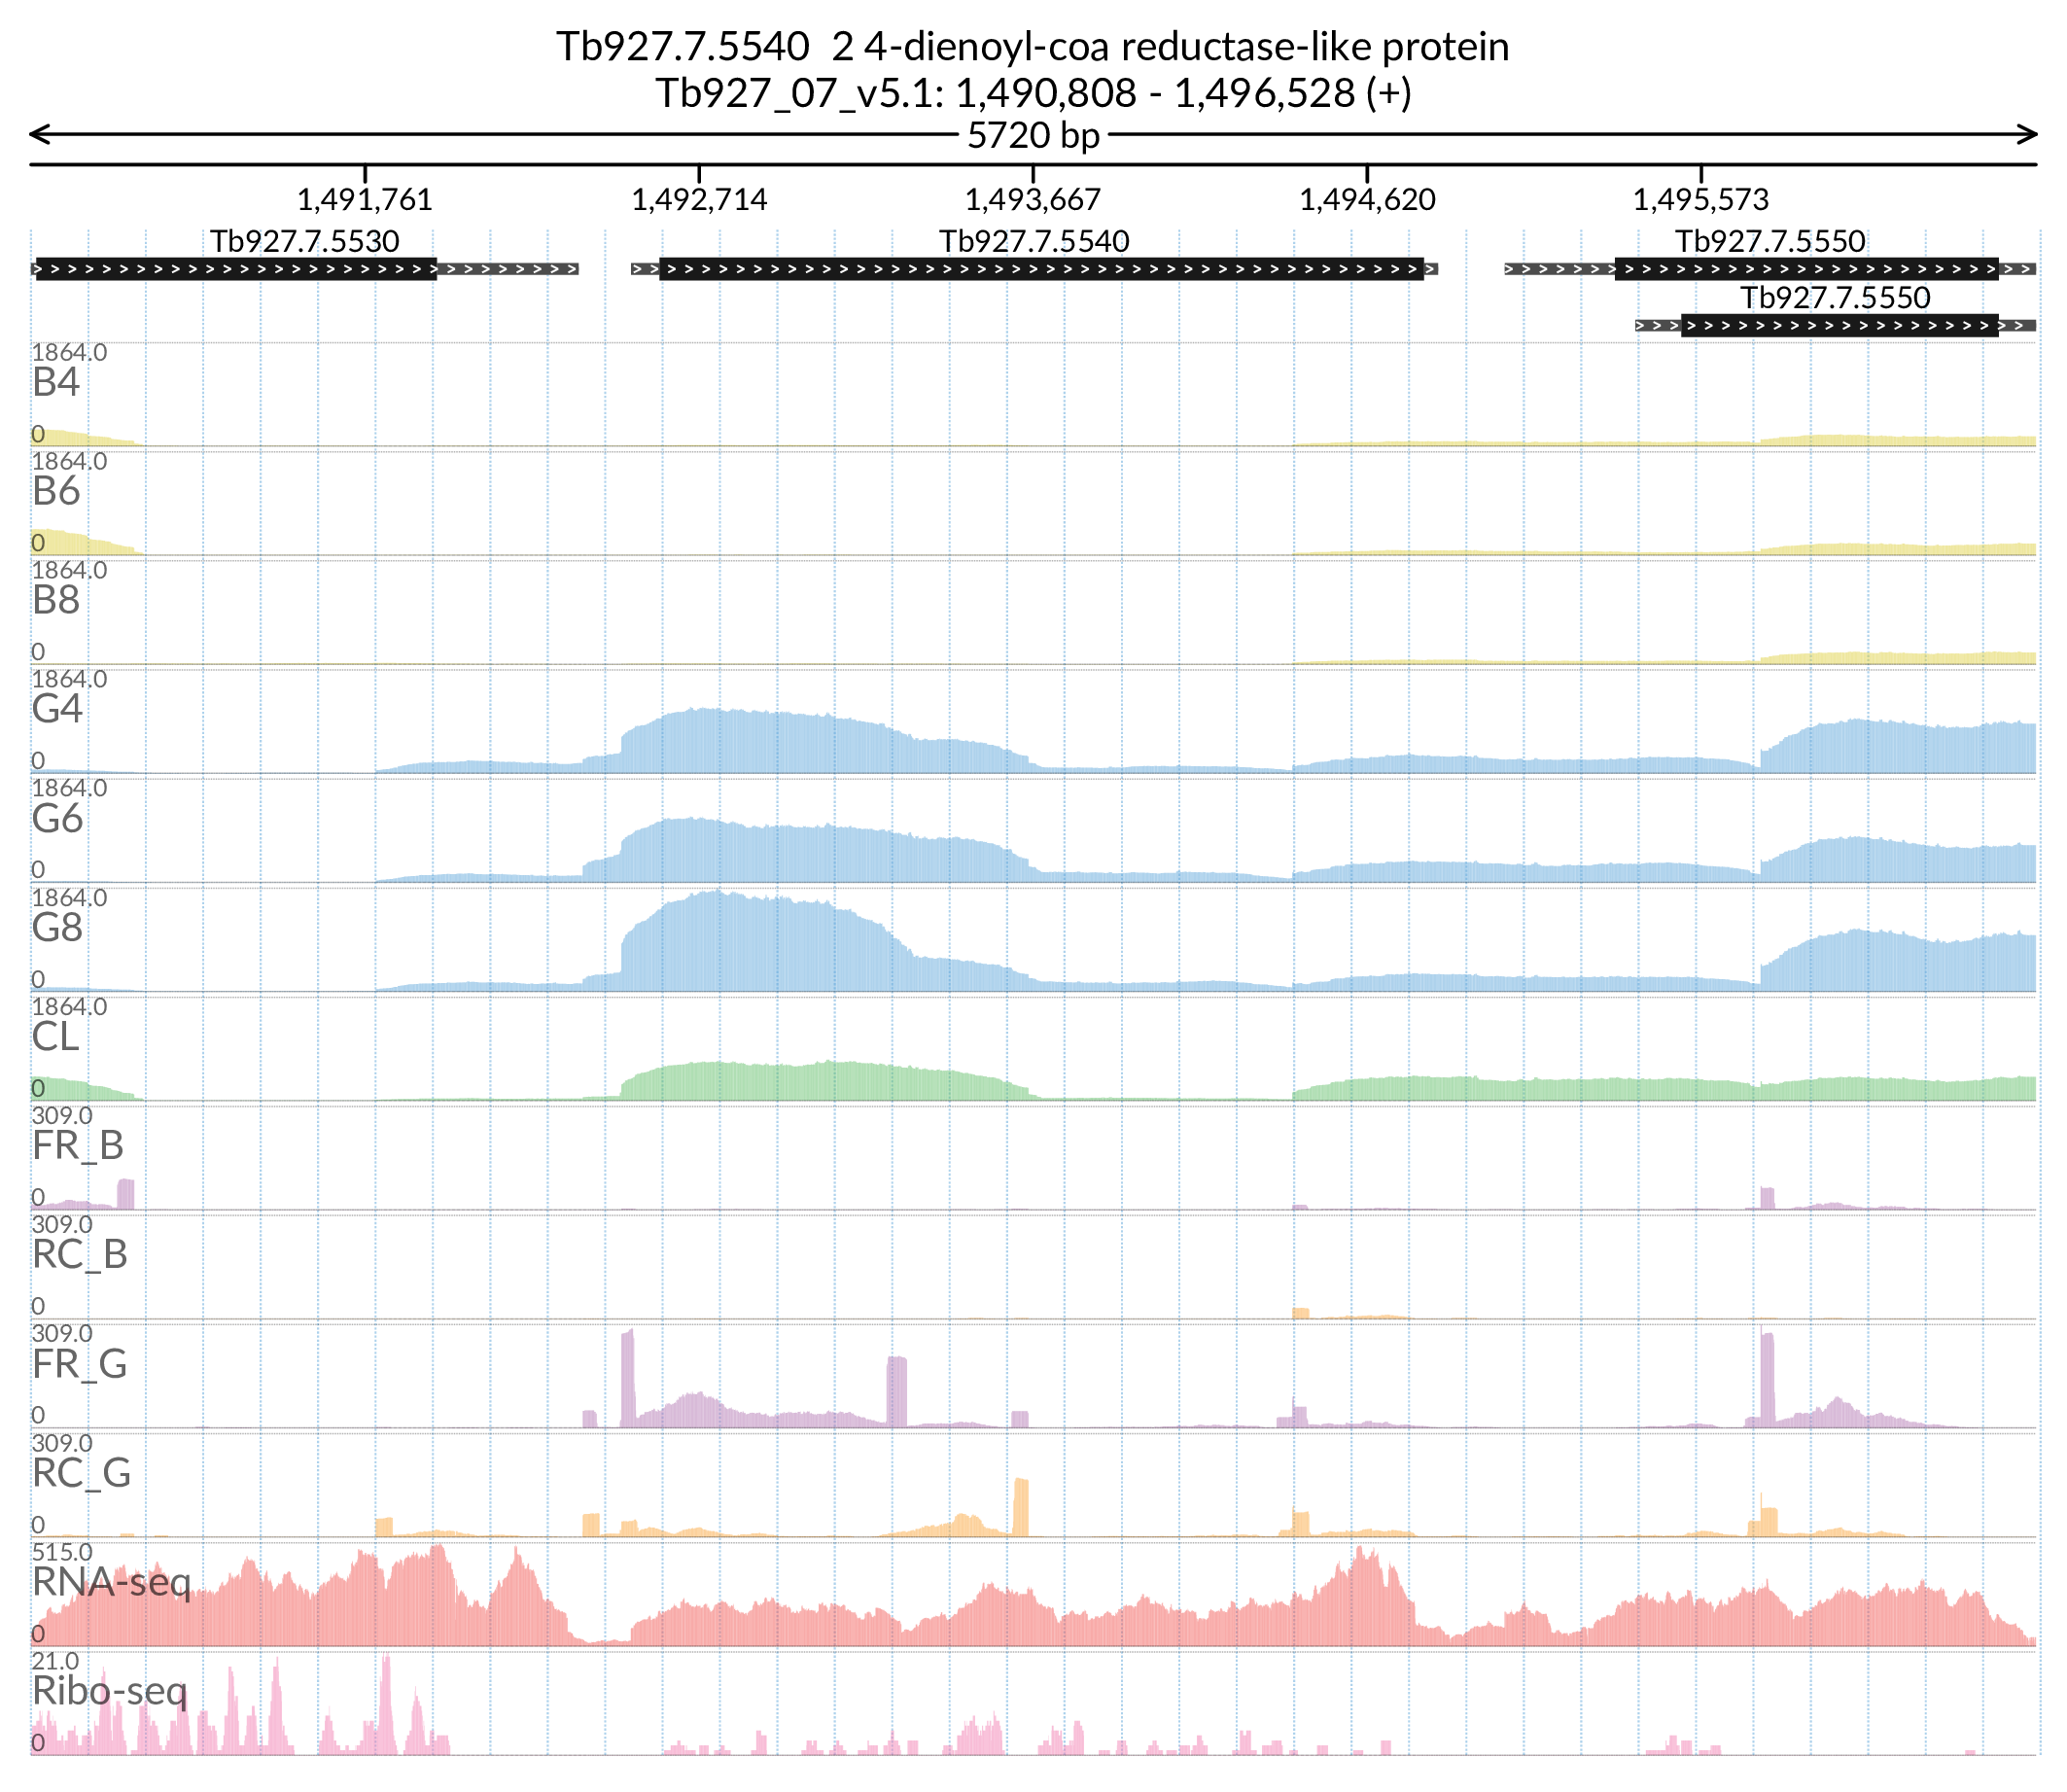 Tb927.7.5540  2 4-dienoyl-coa reductase-like protein
Tb927_07_v5.1: 1,490,808 - 1,496,528 (+)
5720 bp
1,491,761 1,492,714 1,493,667 1,494,620 1,495,573
Tb927.7.5530 Tb927.7.5540 Tb927.7.5550
Tb927.7.5550
1864.0
B4
0
1864.0
B6
0
1864.0
B8
0
1864.0
G4
0
1864.0
G6
0
1864.0
G8
0
1864.0
CL
0
309.0
FR_B
0
309.0
RC_B
0
309.0
FR_G
0
309.0
RC_G
0
515.0
RNA-seq
0
21.0
Ribo-seq
0